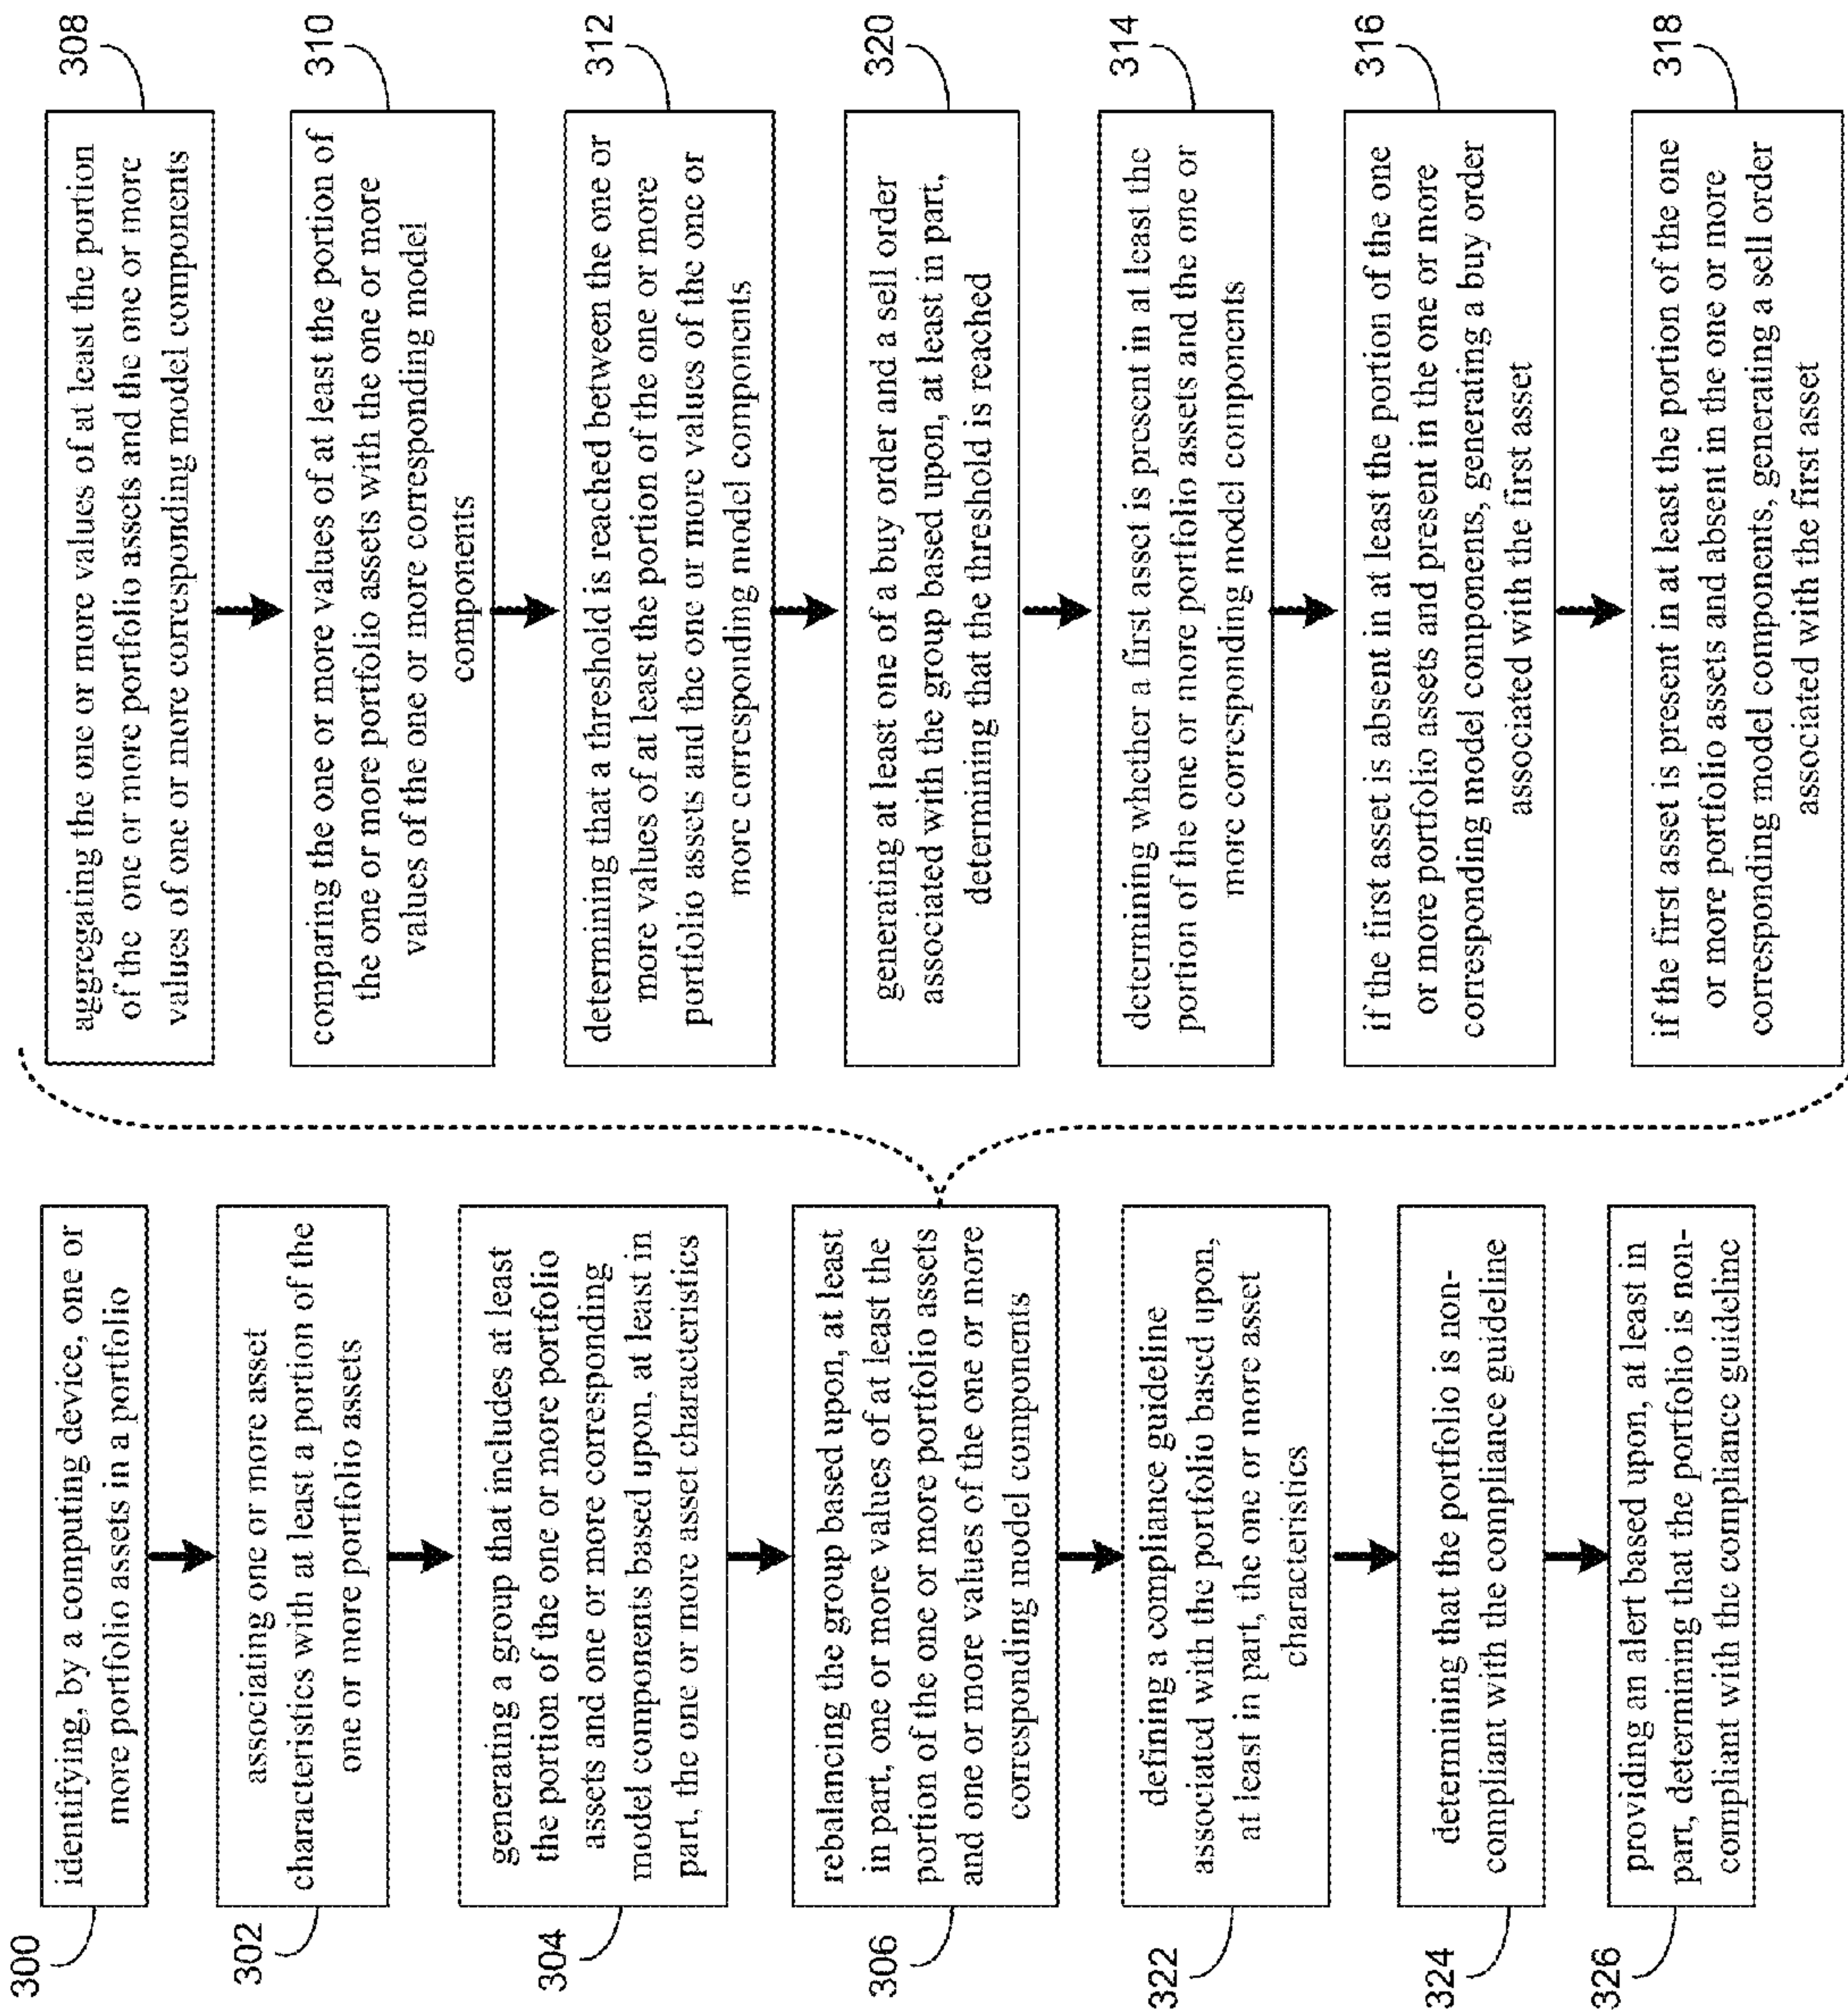 300
identifying, by a computing device, one or
more portfolio assets in a portfolio
302
associating one or more asset
characteristics with at least a portion of the
one or more portfolio assets
304
generating a group that includes at least
the portion of the one or more portfolio
assets and one or more corresponding
model components based upon, at least in
part, the one or more asset characteristics
306
rebalancing the group based upon, at least
in part, one or more values of at least the
portion of the one or more portfolio assets
and one or more values of the one or more
corresponding model components
322
defining a compliance guideline
associated with the portfolio based upon,
at least in part, the one or more asset
characteristics
324
determining that the portfolio is non-
compliant with the compliance guideline
326
providing an alert based upon, at least in
part, determining that the portfolio is non-
compliant with the compliance guideline
308
aggregating the one or more values of at least the portion
of the one or more portfolio assets and the one or more
values of one or more corresponding model components
310
comparing the one or more values of at least the portion of
the one or more portfolio assets with the one or more
values of the one or more corresponding model
components
312
determining that a threshold is reached between the one or
more values of at least the portion of the one or more
portfolio assets and the one or more values of the one or
more corresponding model components
320
generating at least one of a buy order and a sell order
associated with the group based upon, at least in part,
determining that the threshold is reached
314
determining whether a first asset is present in at least the
portion of the one or more portfolio assets and the one or
more corresponding model components
316
if the first asset is absent in at least the portion of the one
or more portfolio assets and present in the one or more
corresponding model components, generating a buy order
associated with the first asset
318
if the first asset is present in at least the portion of the one
or more portfolio assets and absent in the one or more
corresponding model components, generating a sell order
associated with the first asset